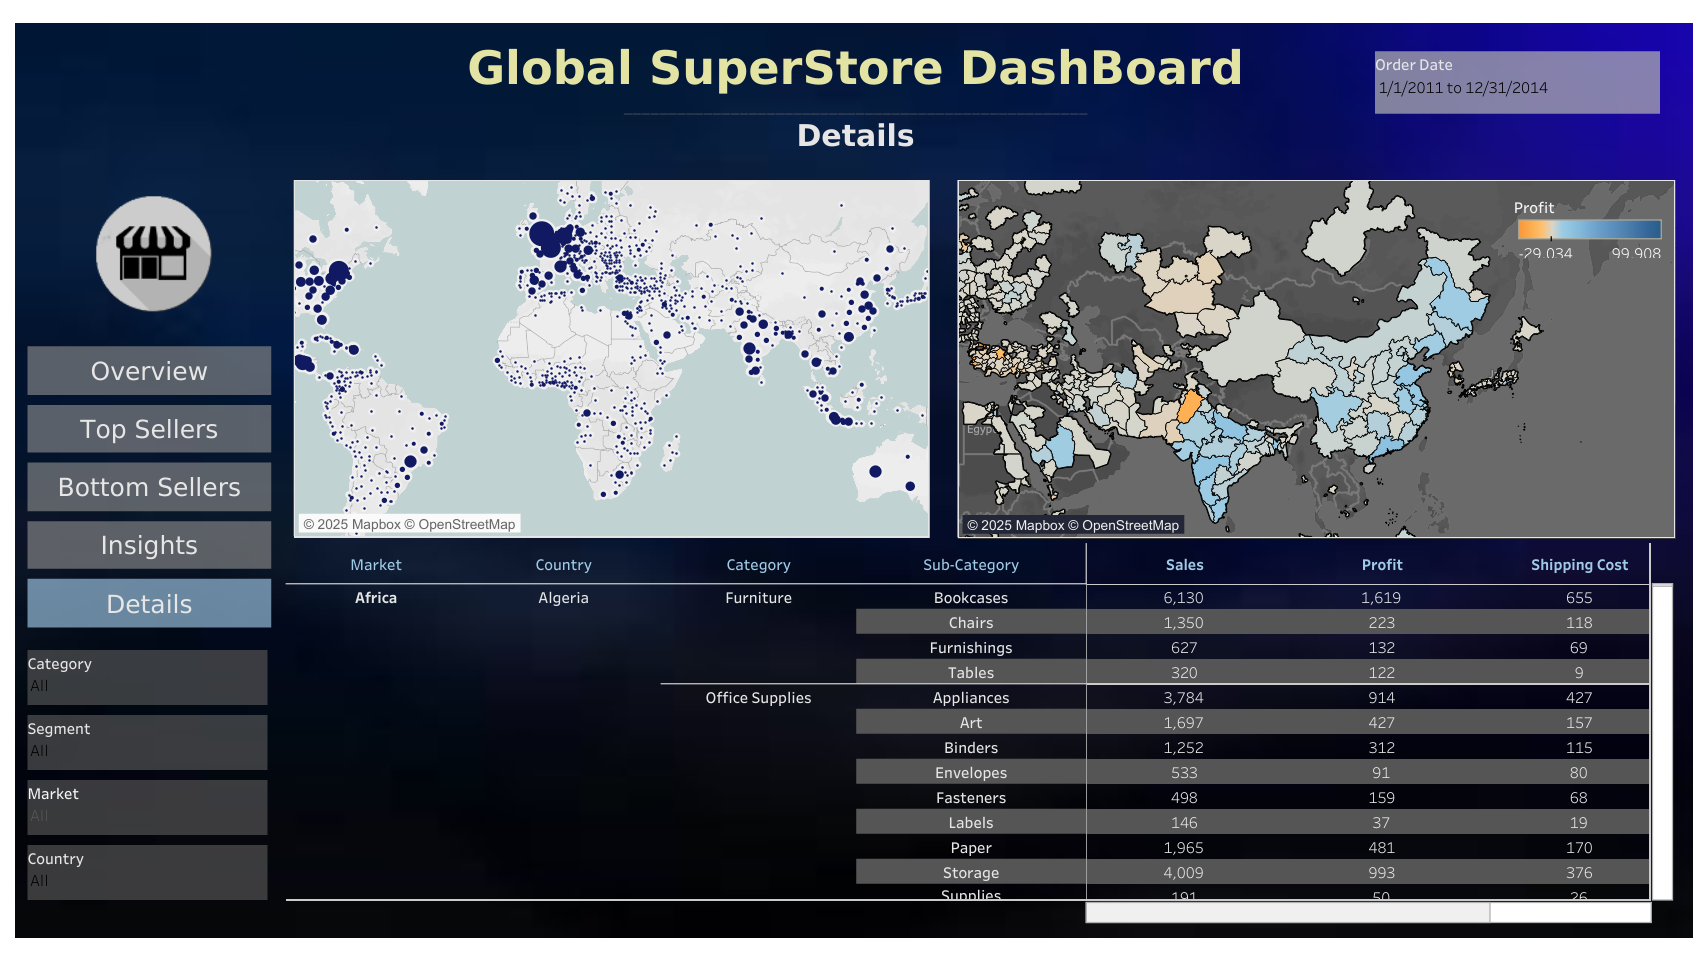 Global SuperStore DashBoard
Order Date
1/1/2011 to 12/31/2014
Details
Overview
Top Sellers
Bottom Sellers
Insights
Details
Category
All
Segment
All
Market
All
Country
All
© 2025 Mapbox © OpenStreetMap
Profit
-29,034 99,908
© 2025 Mapbox © OpenStreetMap
Market Country Category Sub-Category Sales Profit Shipping Cost
Africa Algeria Furniture Bookcases 6,130 1,619 655
Chairs 1,350 223 118
Furnishings 627 132 69
Tables 320 122 9
Office Supplies Appliances 3,784 914 427
Art 1,697 427 157
Binders 1,252 312 115
Envelopes 533 91 80
Fasteners 498 159 68
Labels 146 37 19
Paper 1,965 481 170
Storage 4,009 993 376
Supplies 191 50 26